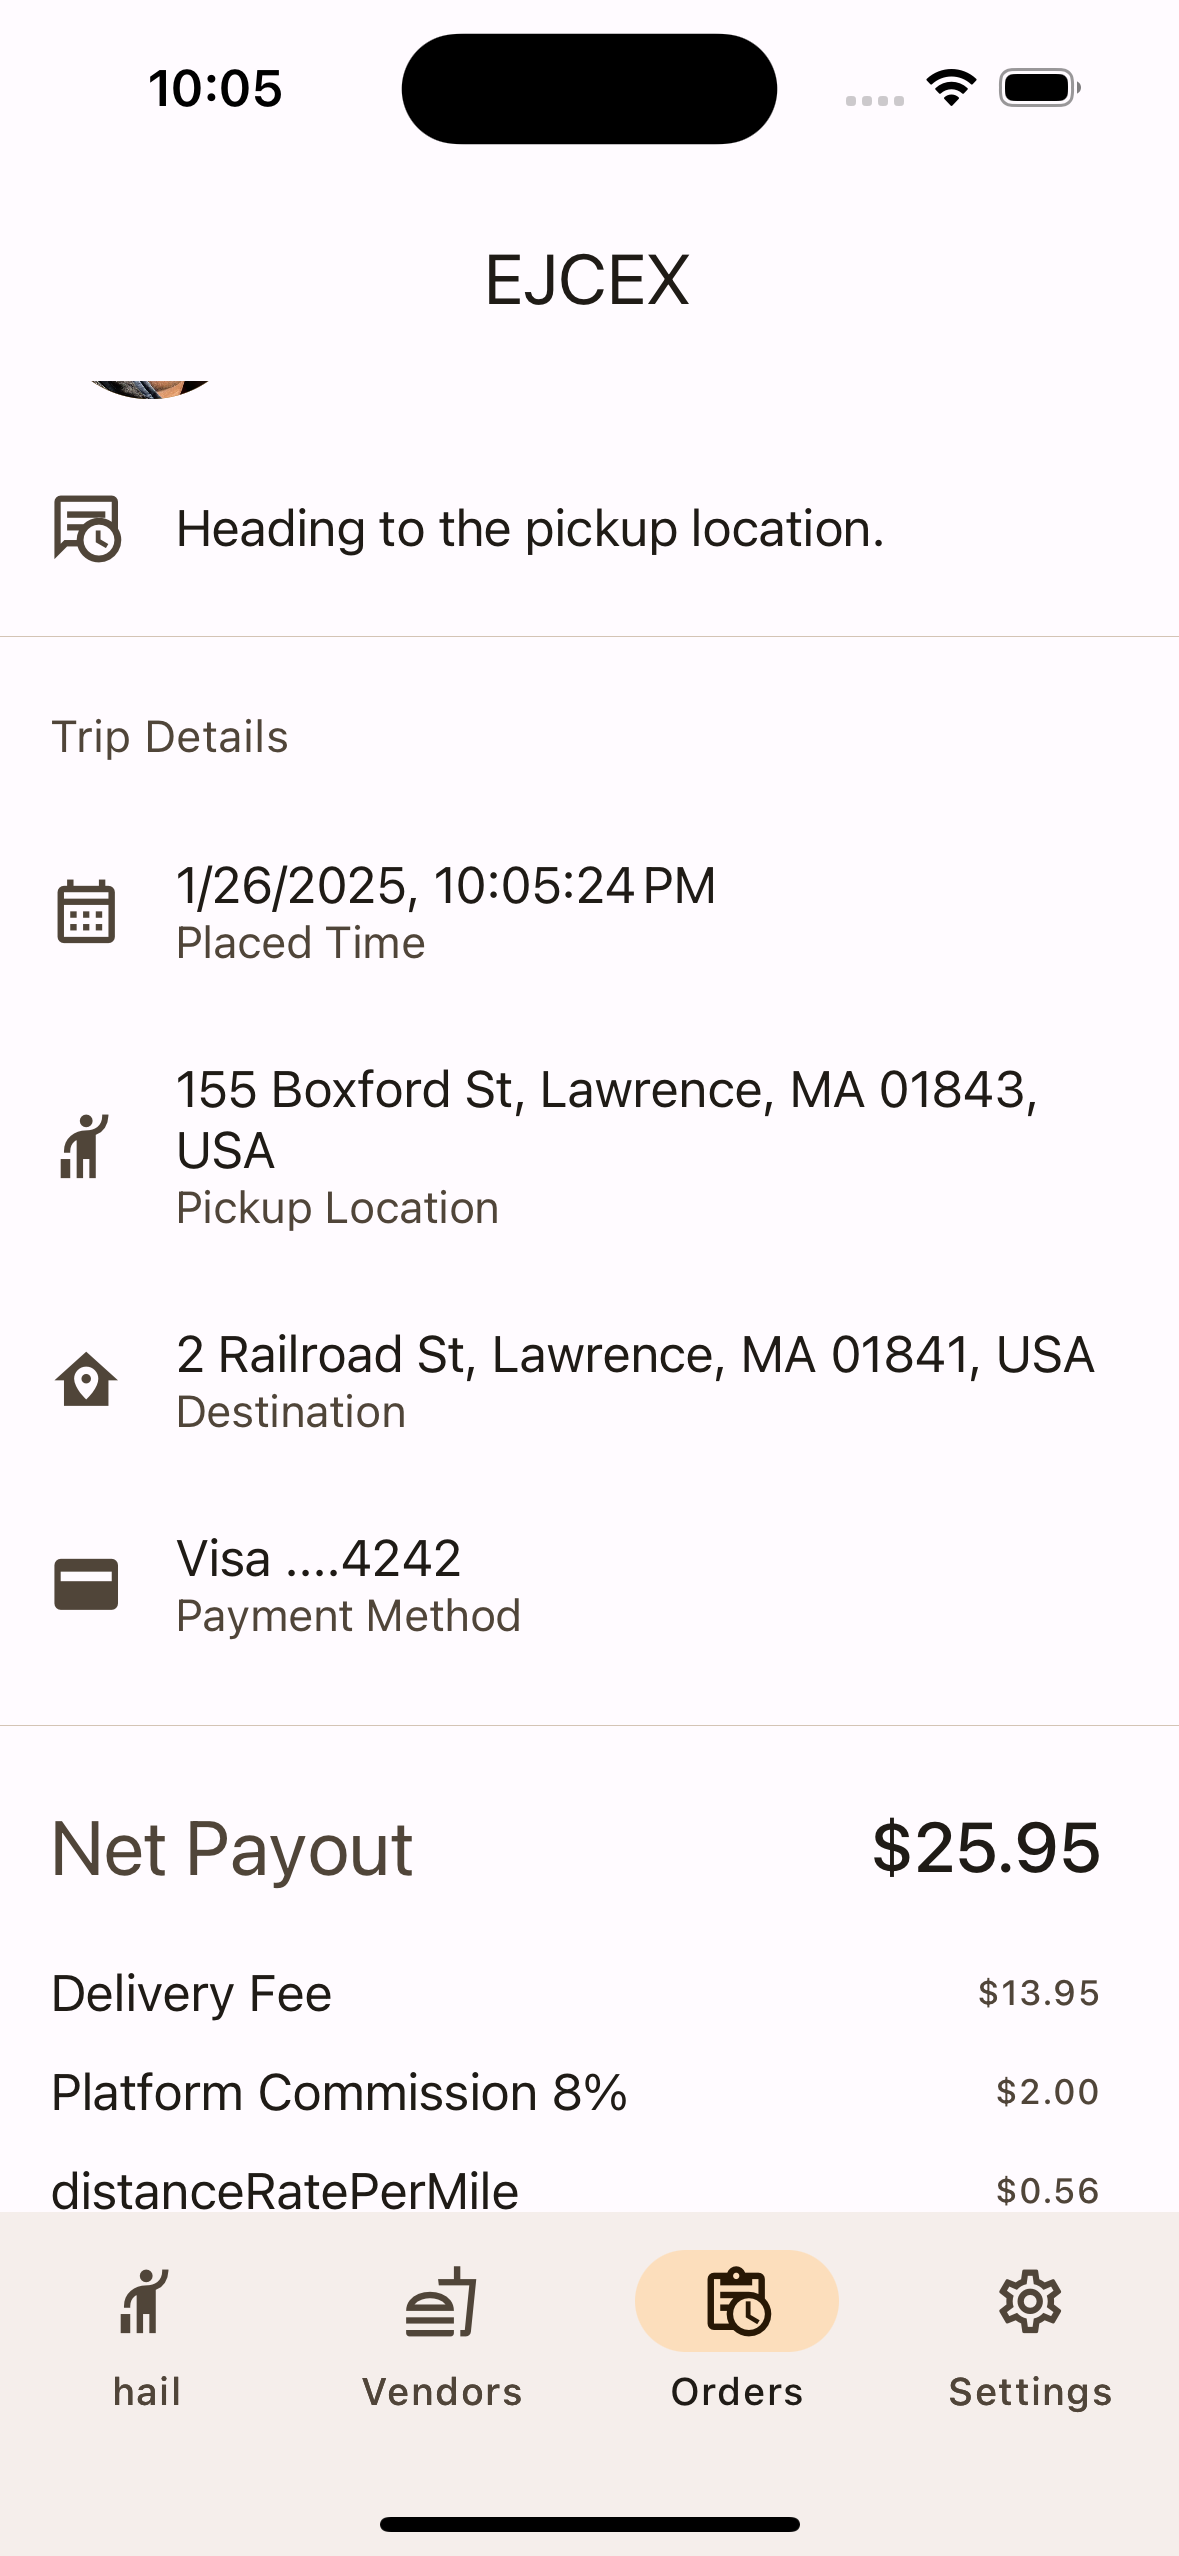 10:05
EJCEX
Heading to the pickup location.
Trip Details
1/26/2025, 10:05:24 PM
Placed Time
155 Boxford St, Lawrence, MA 01843,
USA
Pickup Location
2 Railroad St, Lawrence, MA 01841, USA
Destination
Visa ....4242
Payment Method
Net Payout $25.95
Delivery Fee $13.95
Platform Commission 8% $2.00
distanceRatePerMile $0.56
hail Vendors Orders Settings